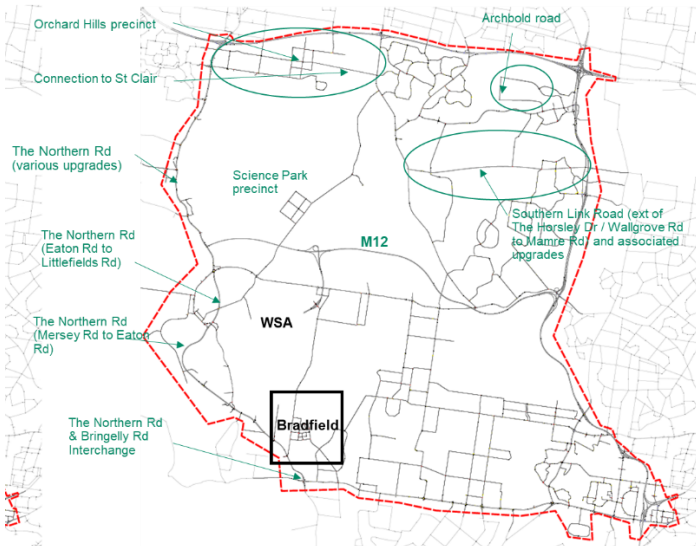 Orchard Hills precinct
Archbold road
Connection to St Clair
The Northern Rd
(various upgrades)
Science Park
precinct
Southern Link Road (ext of
The Horsley Dr / Wallgrove Rd
to Mamre Rd) and associated
upgrades
The Northern Rd
(Eaton Rd to
Littlefields Rd)
M12
WSA
The Northern Rd
(Mersey Rd to Eaton
Rd)
Bradfield
The Northern Rd
& Bringelly Rd
Interchange